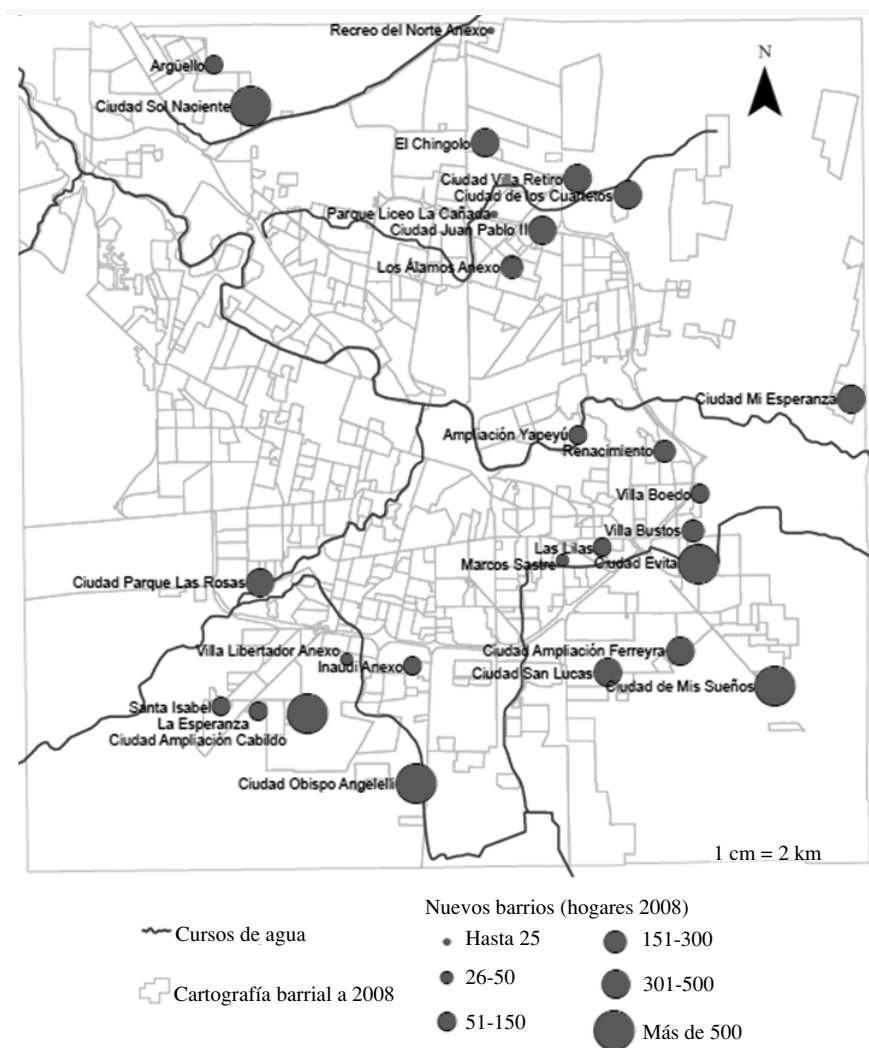 Recreo del Norte Anexo
N
Argüello
Ciudad Sol Naciente
El Chingolo
Ciudad Villa Retiro
Ciudad de los Cuartetos
Parque Liceo La Cañada
Ciudad Juan Pablo II
Los Álamos Anexo
Ciudad Mi Esperanza
Ampliación Yapeyú
Renacimiento
Villa Boedo
Villa Bustos
Las Lilas
Marcos Sastre
Ciudad Evita
Ciudad Parque Las Rosas
Villa Libertador Anexo
Inaudi Anexo
Ciudad Ampliación Ferreyra
Ciudad San Lucas
Ciudad de Mis Sueños
Santa Isabel
La Esperanza
Ciudad Ampliación Cabildo
Ciudad Obispo Angelelli
1 cm = 2 km
Nuevos barrios (hogares 2008)
Cursos de agua
Hasta 25
151-300
Cartografía barrial a 2008
26-50
301-500
51-150
Más de 500